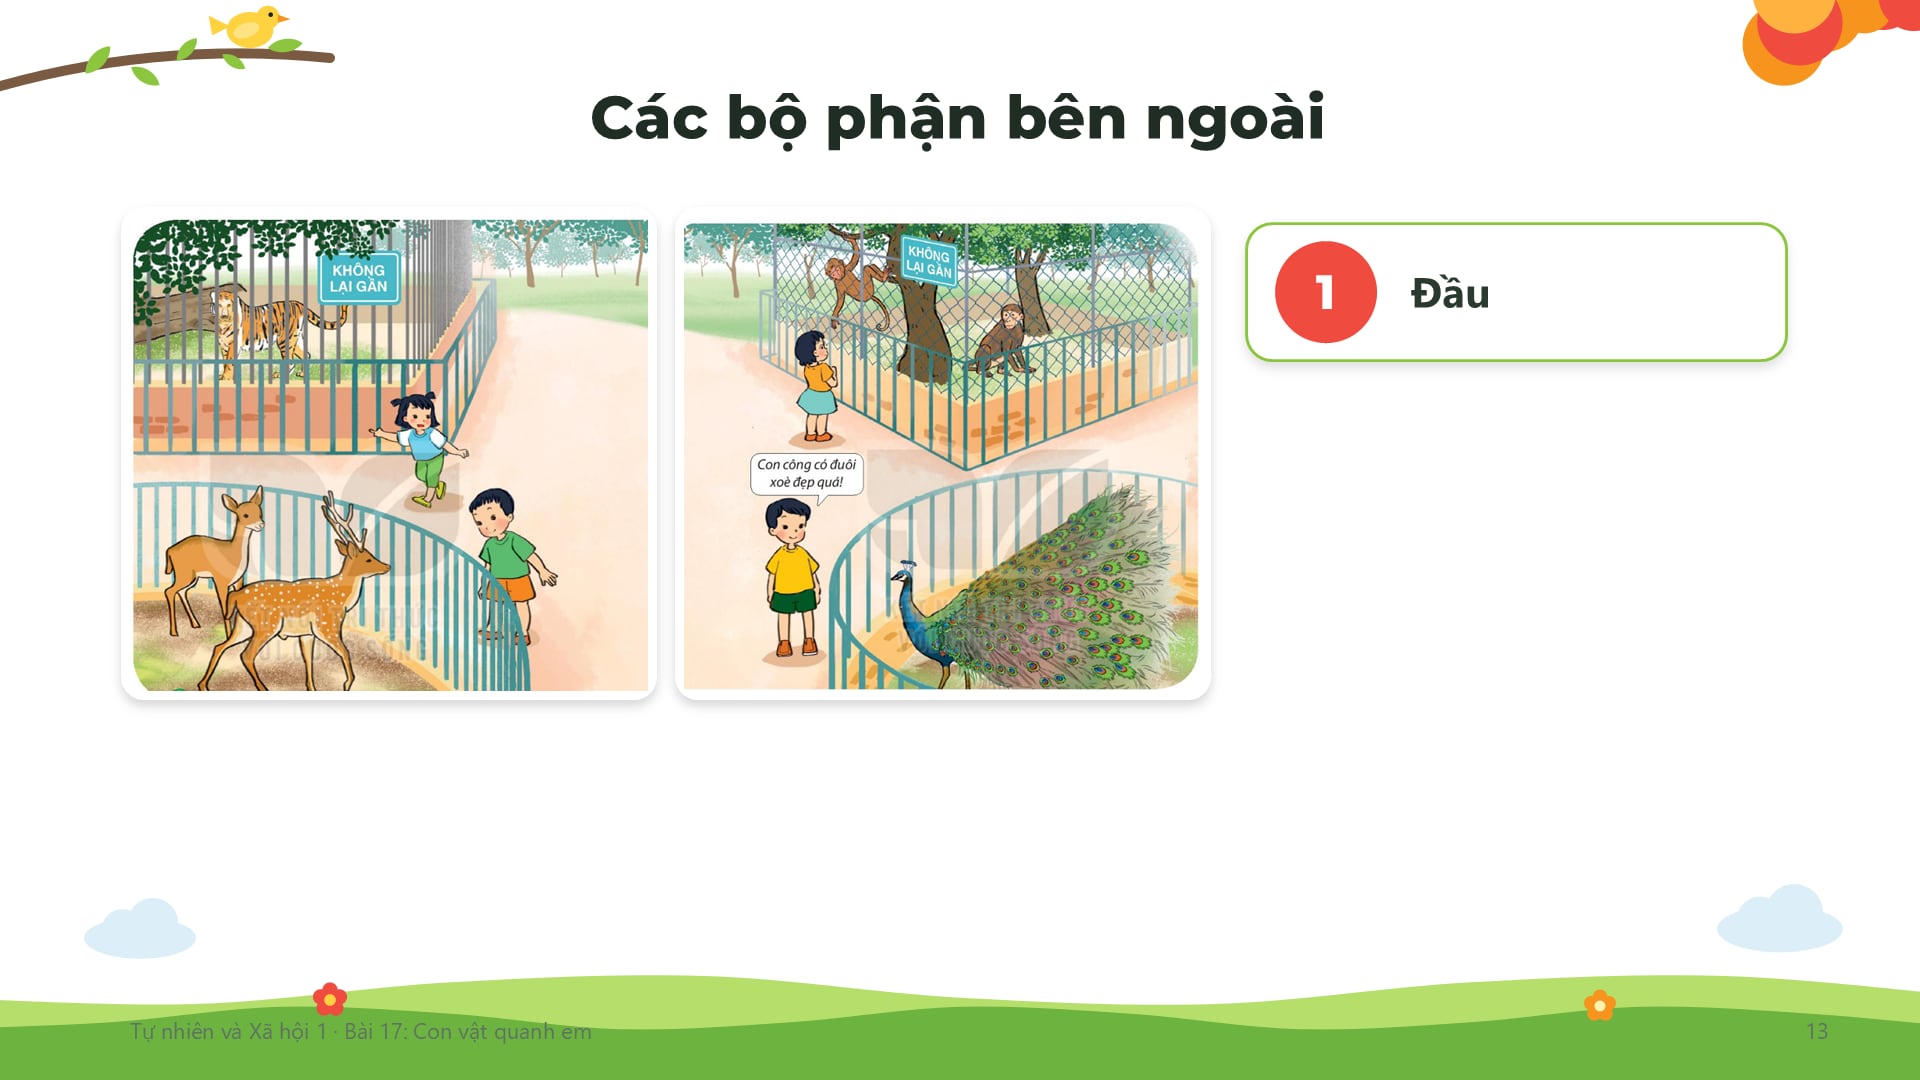 Các bộ phận bên ngoài
KHÔNG
LẠI GẦN
KHÔNG
LẠI GẦN
Con công có đuôi
xoè đẹp quá!
1
Đầu
Tự nhiên và Xã hội 1 · Bài 17: Con vật quanh em
13